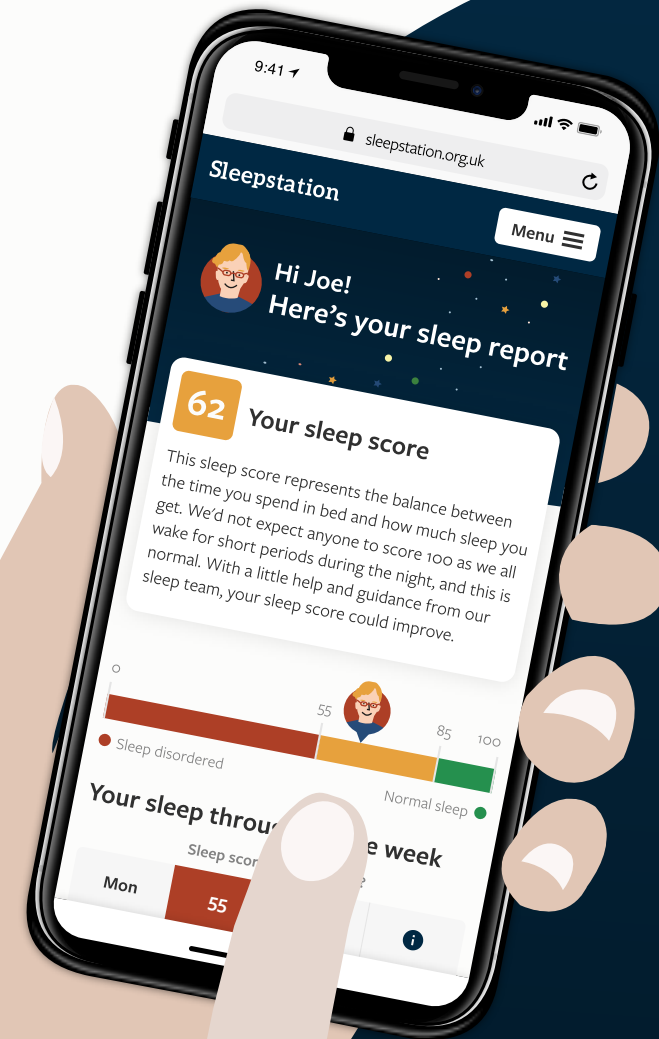 9:41
sleepstation.org.uk
Sleepstation
Menu
Hi Joe!
Here's your sleep report
62
Your sleep score
This sleep score represents the balance between
the time you spend in bed and how much sleep you
get. We'd not expect anyone to score 100 as we all
wake for short periods during the night, and this is
normal. With a little help and guidance from our
sleep team, your sleep score could improve.
0
55
85
100
Sleep disordered
Normal sleep
Your sleep week
Sleep
Mon
55
i